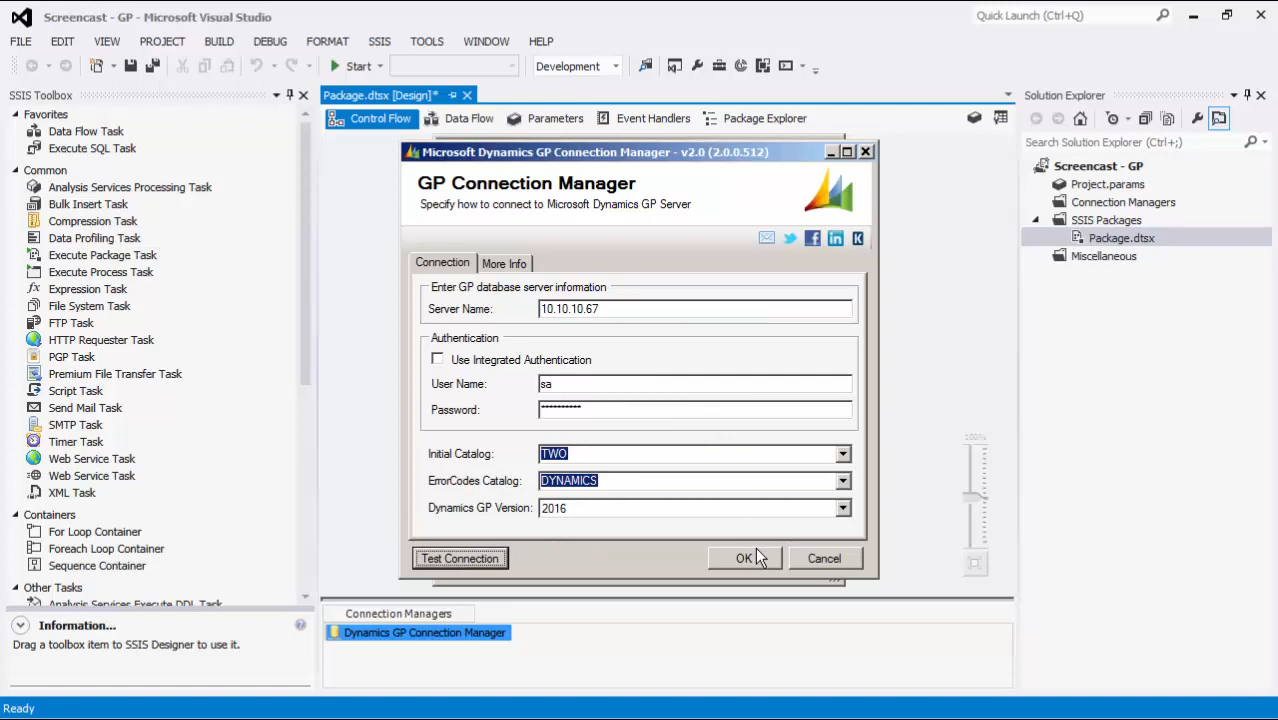 Screencast - GP - Microsoft Visual Studio
Quick Launch (Ctrl+Q)
FILE EDIT VIEW PROJECT BUILD DEBUG FORMAT SSIS TOOLS WINDOW HELP
Start Development
SSIS Toolbox
Favorites
Data Flow Task
Execute SQL Task
Common
Analysis Services Processing Task
Bulk Insert Task
Compression Task
Data Profiling Task
Execute Package Task
Execute Process Task
Expression Task
File System Task
FTP Task
HTTP Requester Task
PGP Task
Premium File Transfer Task
Script Task
Send Mail Task
SMTP Task
Timer Task
Web Service Task
Web Service Task
XML Task
Containers
For Loop Container
Foreach Loop Container
Sequence Container
Other Tasks
Analysis Services Execute DDL Task
Information...
Drag a toolbox item to SSIS Designer to use it.
Package.dtsx [Design]*
Control Flow Data Flow Parameters Event Handlers Package Explorer
Microsoft Dynamics GP Connection Manager - v2.0 (2.0.0.512)
GP Connection Manager
Specify how to connect to Microsoft Dynamics GP Server
Connection More Info
Enter GP database server information
Server Name: 10.10.10.67
Authentication
Use Integrated Authentication
User Name: sa
Password: **********
Initial Catalog: TWO
ErrorCodes Catalog: DYNAMICS
Dynamics GP Version: 2016
Test Connection OK Cancel
100%
Connection Managers
Dynamics GP Connection Manager
Solution Explorer
Search Solution Explorer (Ctrl+;)
Screencast - GP
Project.params
Connection Managers
SSIS Packages
Package.dtsx
Miscellaneous
Ready